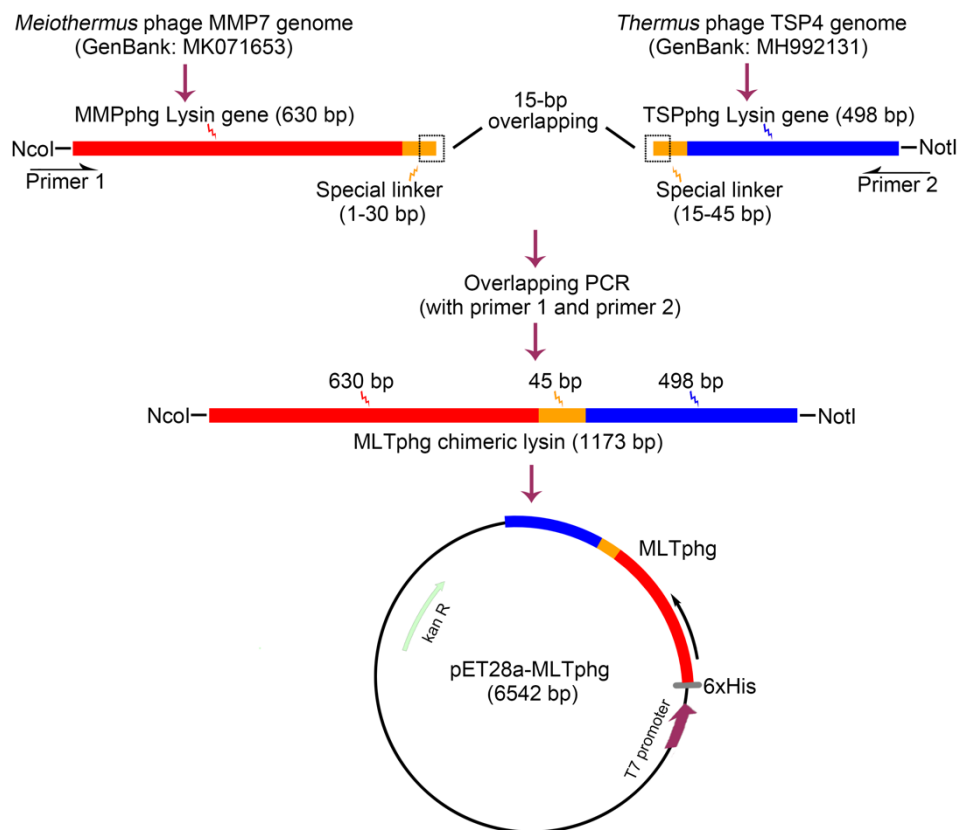 Meiothermus phage MMP7 genome
(GenBank: MK071653)
Thermus phage TSP4 genome
(GenBank: MH992131)
MMPphg Lysin gene (630 bp)
15-bp
overlapping
TSPphg Lysin gene (498 bp)
NcoI
NotI
Primer 1
Special linker
(1-30 bp)
Special linker
(15-45 bp)
Primer 2
Overlapping PCR
(with primer 1 and primer 2)
630 bp
45 bp
498 bp
NcoI
NotI
MLTphg chimeric lysin (1173 bp)
MLTphg
kan R
pET28a-MLTphg
(6542 bp)
6xHis
T7 promoter